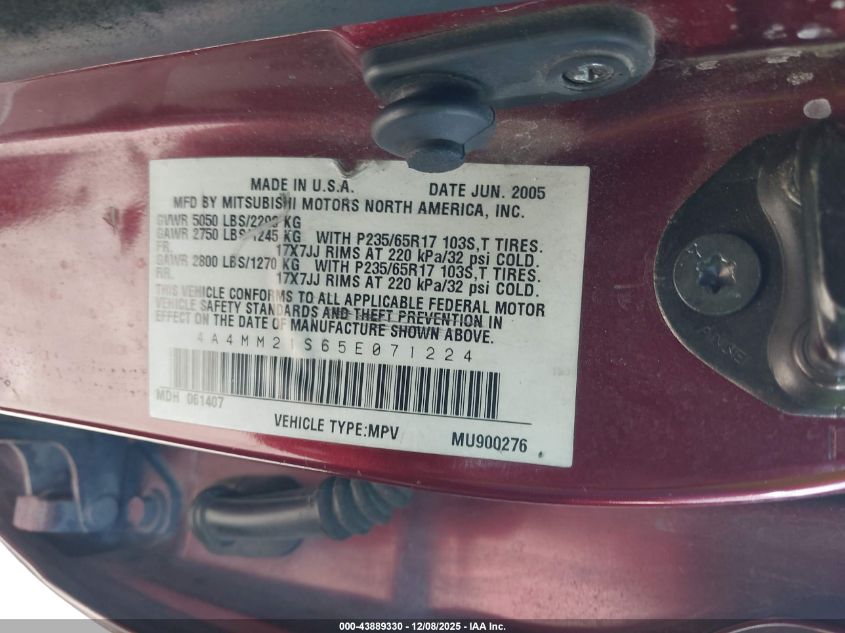 MADE IN U.S.A. DATE JUN. 2005
MFD BY MITSUBISHI MOTORS NORTH AMERICA, INC.
GVWR 5050 LBS/2290 KG
GAWR 2750 LBS/1245 KG WITH P235/65R17 103S,T TIRES.
FR. 17X7JJ RIMS AT 220 kPa/32 psi COLD.
GAWR 2800 LBS/1270 KG WITH P235/65R17 103S,T TIRES.
RR. 17X7JJ RIMS AT 220 kPa/32 psi COLD.
THIS VEHICLE CONFORMS TO ALL APPLICABLE FEDERAL MOTOR
VEHICLE SAFETY STANDARDS AND THEFT PREVENTION IN
EFFECT ON THE DATE OF MANUFACTURE SHOWN ABOVE.
4A4MM21S65E071224
MDH 061407
VEHICLE TYPE:MPV MU900276
000-43889330 - 12/08/2025 - IAA Inc.